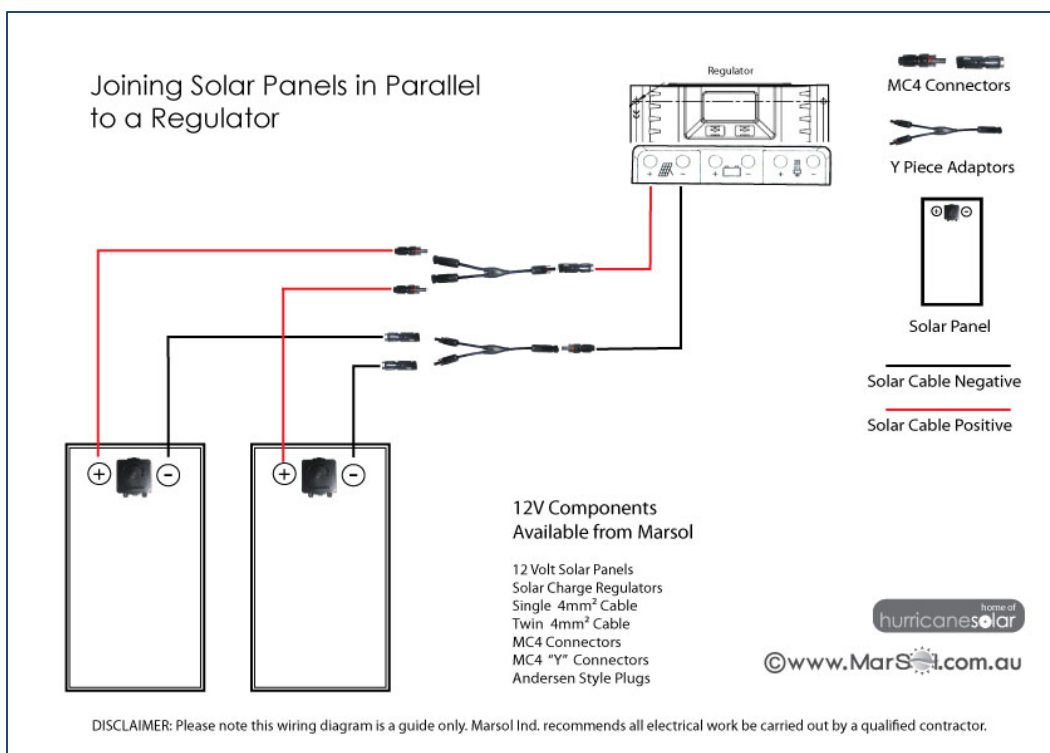 Joining Solar Panels in Parallel
to a Regulator
Regulator
+ - + - + -
MC4 Connectors
Y Piece Adaptors
+ -
Solar Panel
Solar Cable Negative
Solar Cable Positive
+ - + -
12V Components
Available from Marsol
12 Volt Solar Panels
Solar Charge Regulators
Single 4mm² Cable
Twin 4mm² Cable
MC4 Connectors
MC4 "Y" Connectors
Andersen Style Plugs
home of
hurricanesolar
©www.MarSol.com.au
DISCLAIMER: Please note this wiring diagram is a guide only. Marsol Ind. recommends all electrical work be carried out by a qualified contractor.